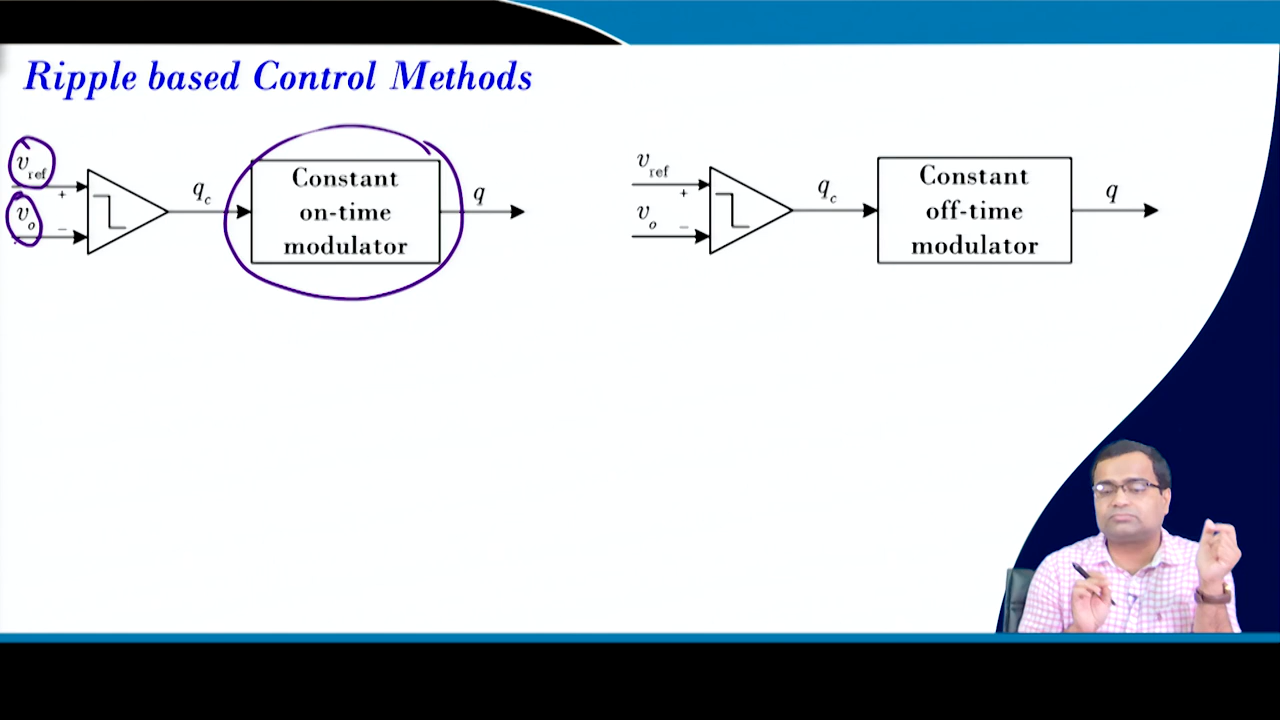 Ripple based Control Methods
v_ref
+
v_o
−
q_c
Constant
on-time
modulator
q
v_ref
+
v_o
−
q_c
Constant
off-time
modulator
q